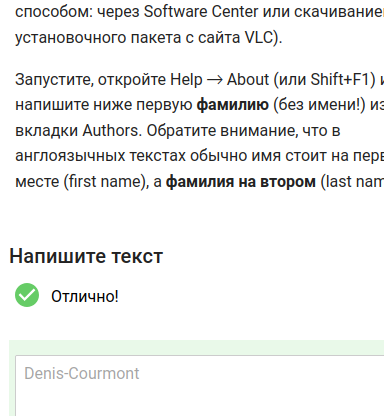 способом: через Software Center или скачивание
установочного пакета с сайта VLC).
Запустите, откройте Help → About (или Shift+F1) и
напишите ниже первую фамилию (без имени!) из
вкладки Authors. Обратите внимание, что в
англоязычных текстах обычно имя стоит на перв
месте (first name), а фамилия на втором (last nam
Напишите текст
Отлично!
Denis-Courmont